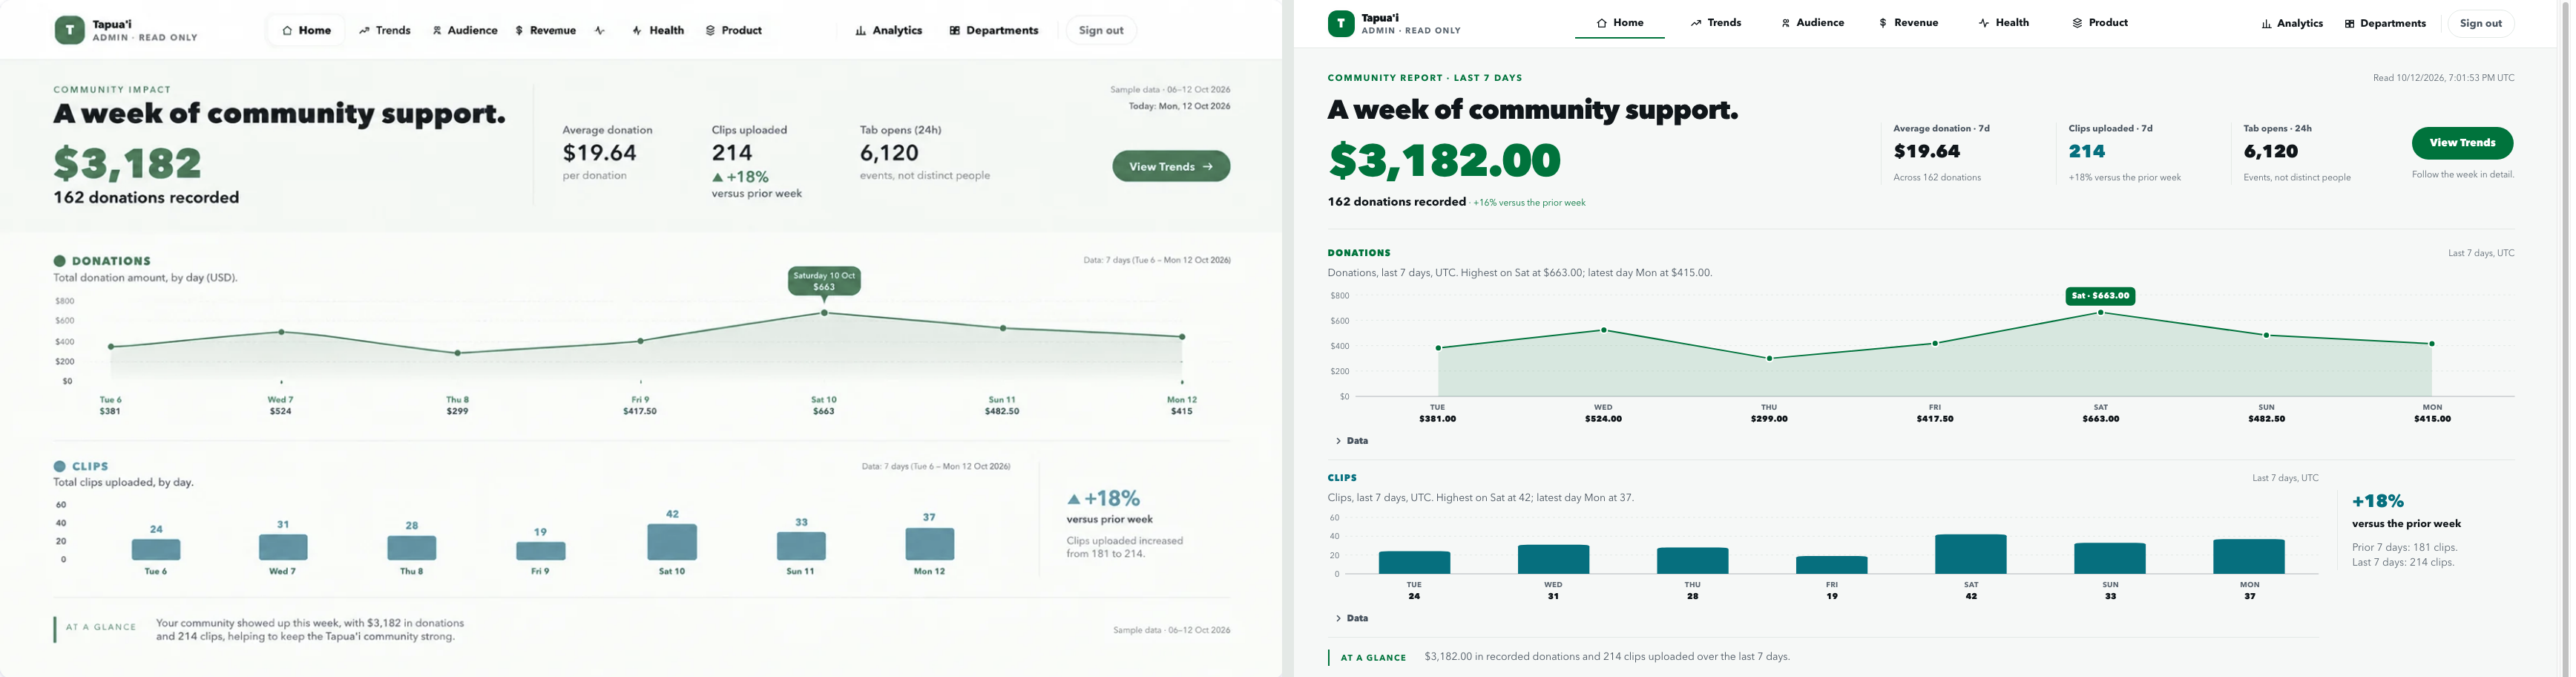 T
Tapua'i
ADMIN · READ ONLY
Home
Trends
Audience
$ Revenue
Health
Product
Analytics
Departments
Sign out
COMMUNITY IMPACT
A week of community support.
$3,182
162 donations recorded
Average donation
$19.64
per donation
Clips uploaded
214
▲ +18%
versus prior week
Tab opens (24h)
6,120
events, not distinct people
Sample data · 06–12 Oct 2026
Today: Mon, 12 Oct 2026
View Trends →
DONATIONS
Total donation amount, by day (USD).
Data: 7 days (Tue 6 – Mon 12 Oct 2026)
Saturday 10 Oct
$663
$800
$600
$400
$200
$0
Tue 6 Wed 7 Thu 8 Fri 9 Sat 10 Sun 11 Mon 12
$381 $524 $299 $417.50 $663 $482.50 $415
CLIPS
Total clips uploaded, by day.
Data: 7 days (Tue 6 – Mon 12 Oct 2026)
60
40
20
0
24 31 28 19 42 33 37
Tue 6 Wed 7 Thu 8 Fri 9 Sat 10 Sun 11 Mon 12
▲ +18%
versus prior week
Clips uploaded increased
from 181 to 214.
AT A GLANCE
Your community showed up this week, with $3,182 in donations
and 214 clips, helping to keep the Tapua'i community strong.
Sample data · 06–12 Oct 2026
T
Tapua'i
ADMIN · READ ONLY
Home
Trends
Audience
$ Revenue
Health
Product
Analytics
Departments
Sign out
COMMUNITY REPORT · LAST 7 DAYS
Read 10/12/2026, 7:01:53 PM UTC
A week of community support.
$3,182.00
162 donations recorded · +16% versus the prior week
Average donation · 7d
$19.64
Across 162 donations
Clips uploaded · 7d
214
+18% versus the prior week
Tab opens · 24h
6,120
Events, not distinct people
View Trends
Follow the week in detail.
DONATIONS
Last 7 days, UTC
Donations, last 7 days, UTC. Highest on Sat at $663.00; latest day Mon at $415.00.
Sat · $663.00
$800
$600
$400
$200
$0
TUE WED THU FRI SAT SUN MON
$381.00 $524.00 $299.00 $417.50 $663.00 $482.50 $415.00
> Data
CLIPS
Last 7 days, UTC
Clips, last 7 days, UTC. Highest on Sat at 42; latest day Mon at 37.
60
40
20
0
TUE WED THU FRI SAT SUN MON
24 31 28 19 42 33 37
+18%
versus the prior week
Prior 7 days: 181 clips.
Last 7 days: 214 clips.
> Data
AT A GLANCE
$3,182.00 in recorded donations and 214 clips uploaded over the last 7 days.